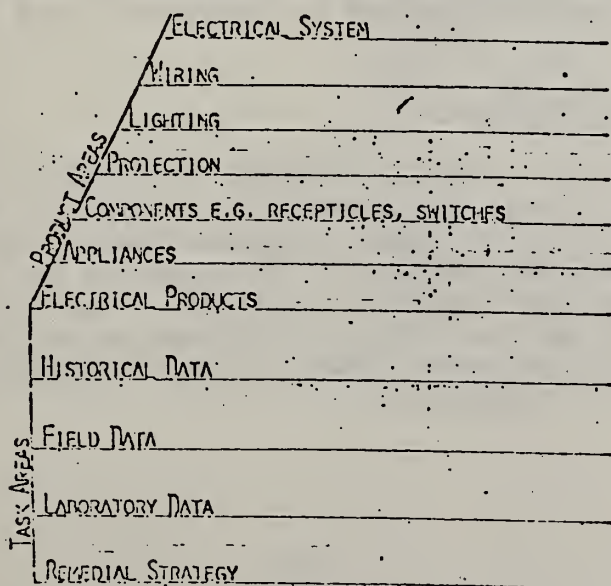 ELECTRICAL SYSTEM
WIRING
LIGHTING
PROTECTION
COMPONENTS E.G. RECEPTICLES, SWITCHES
APPLIANCES
ELECTRICAL PRODUCTS
PRODUCT AREAS
HISTORICAL DATA
FIELD DATA
LABORATORY DATA
REMEDIAL STRATEGY
TASK AREAS